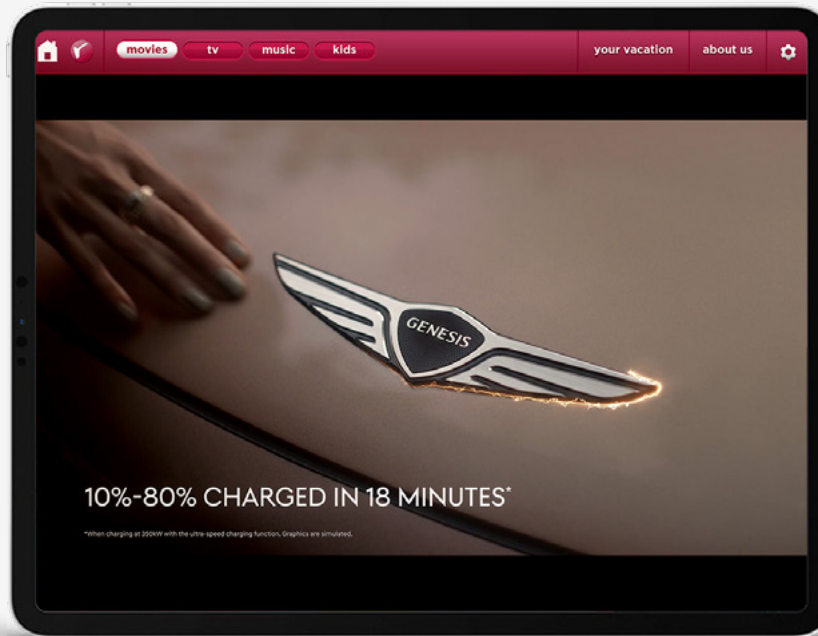 movies tv music kids your vacation about us
GENESIS
10%-80% CHARGED IN 18 MINUTES*
*When charging at 350kW with the ultra-speed charging function. Graphics are simulated.